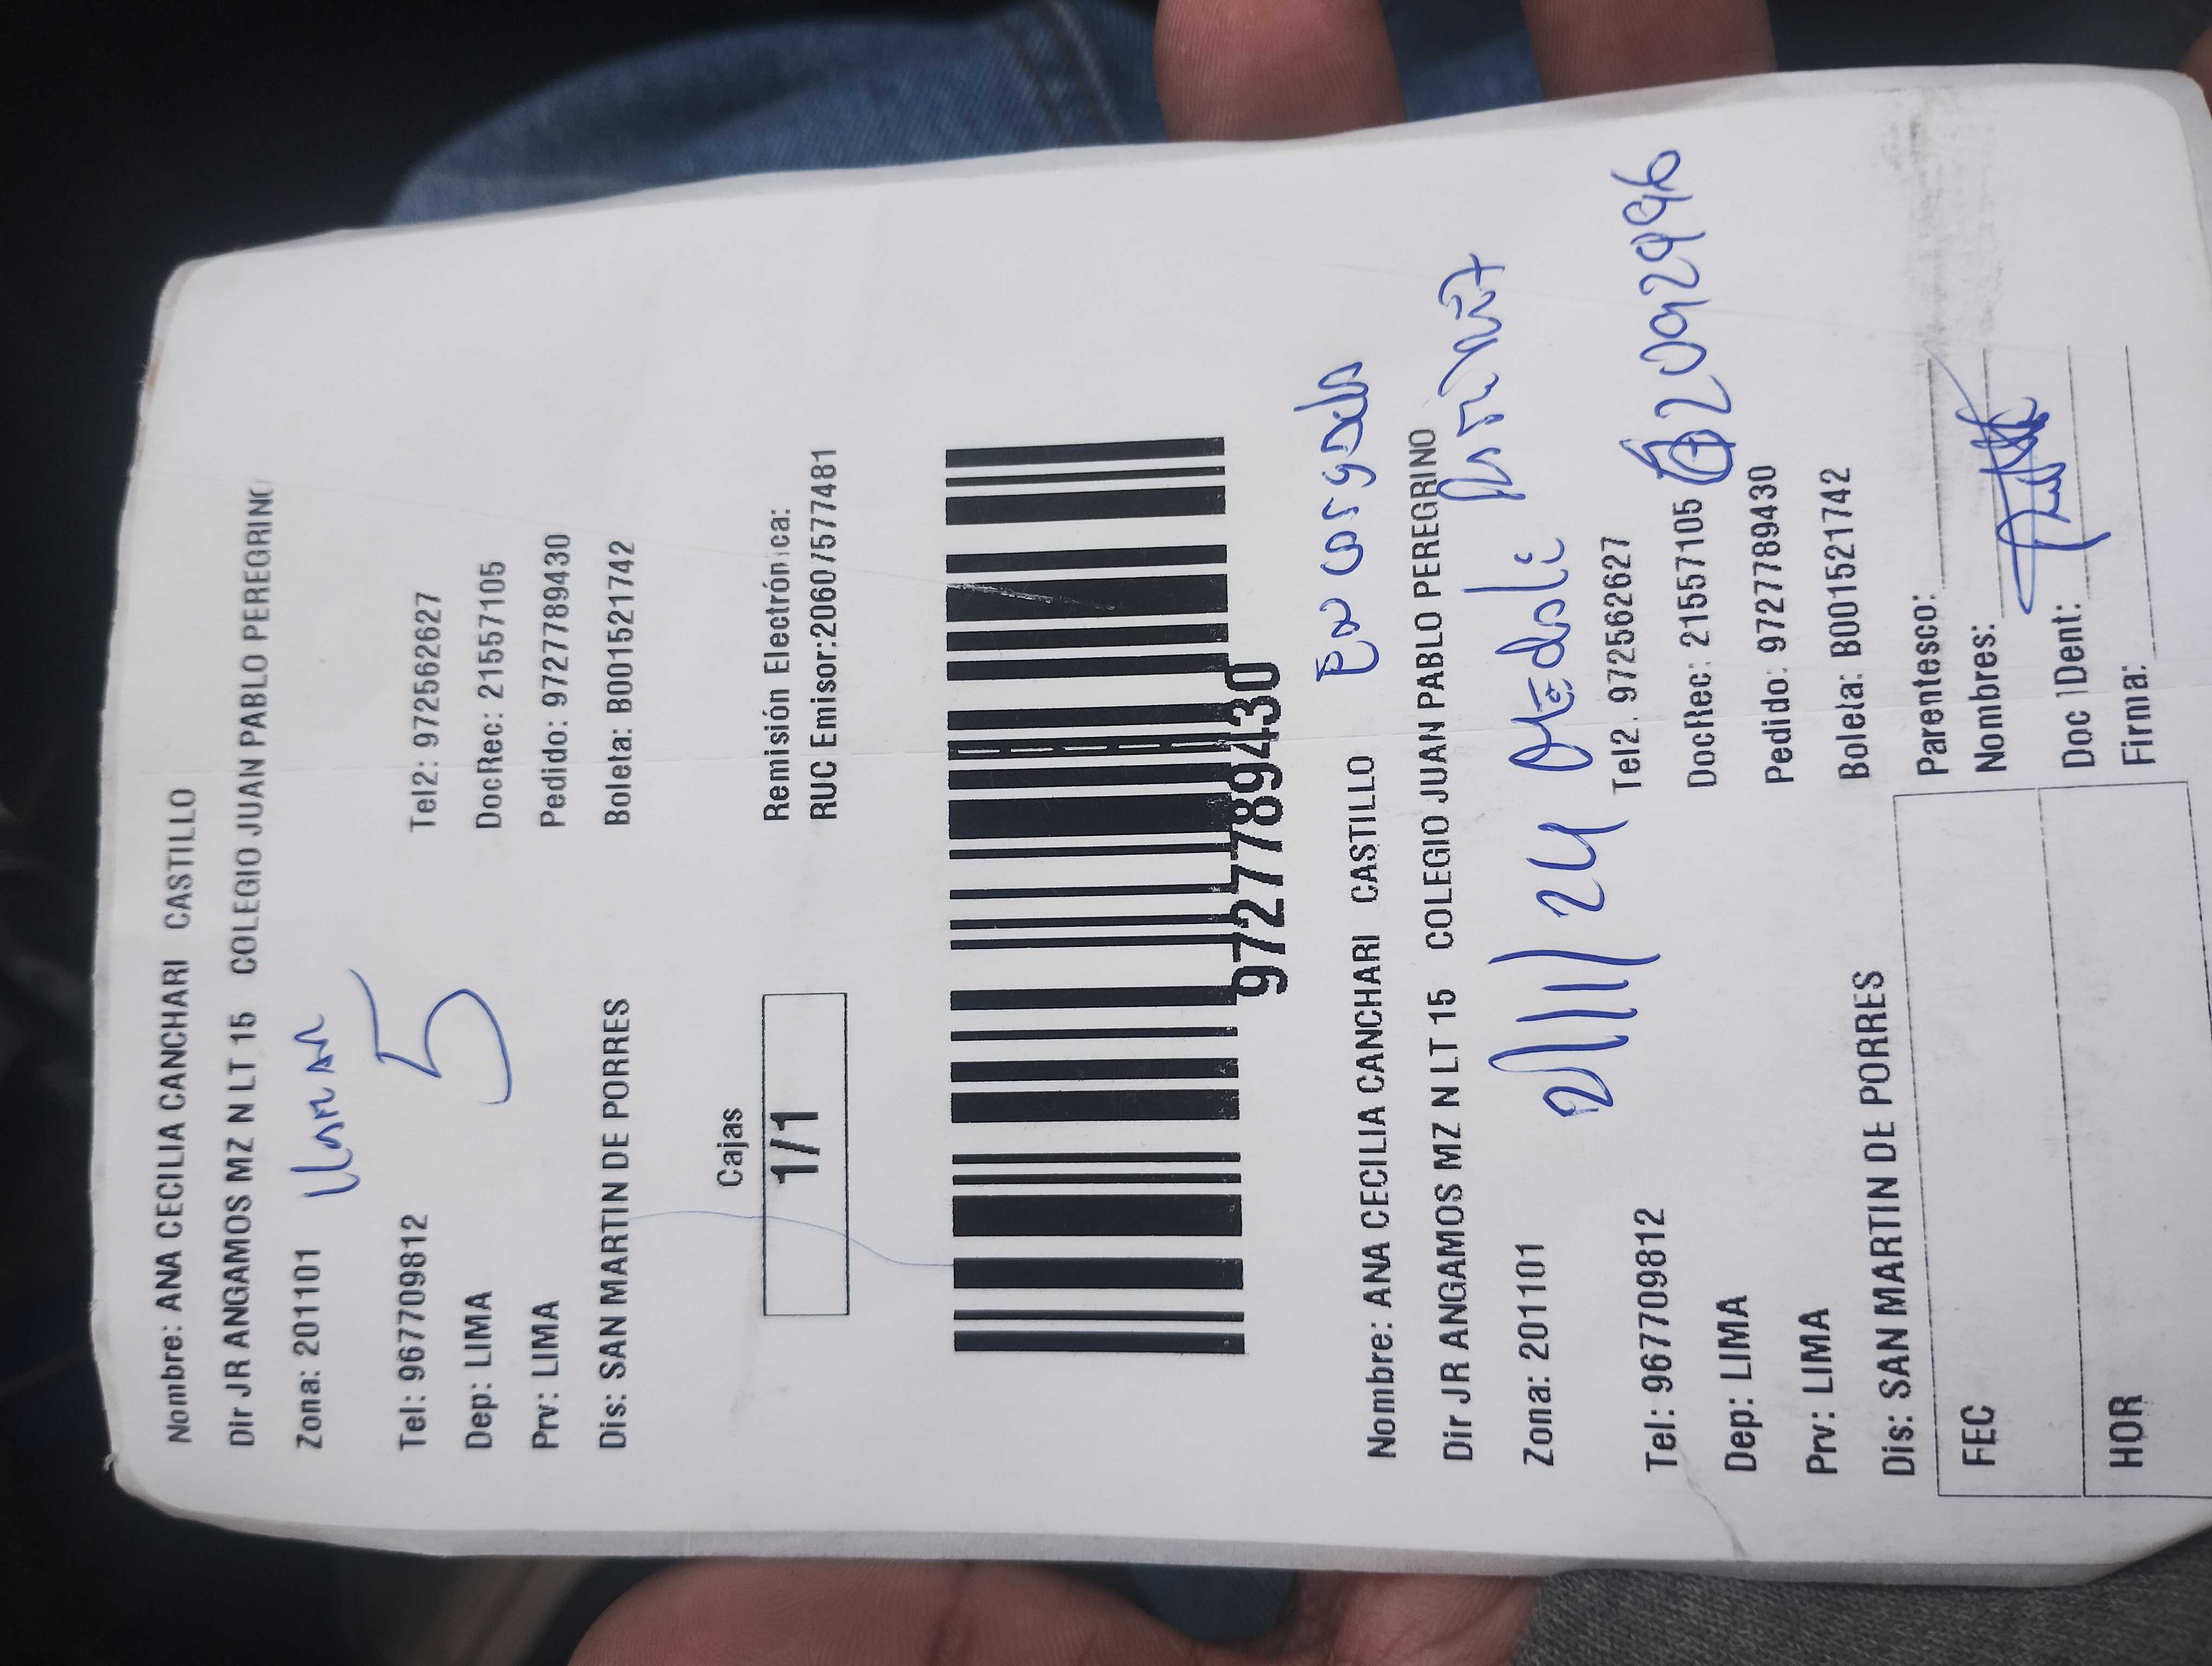 Nombre: ANA CECILIA CANCHARI CASTILLO
Dir JR ANGAMOS MZ N LT 15 COLEGIO JUAN PABLO PEREGRINO
Zona: 201101
Tel: 967709812 Tel2: 972562627
Dep: LIMA DocRec: 21557105
5
Prv: LIMA Pedido: 9727789430
Dis: SAN MARTIN DE PORRES Boleta: B001521742
Cajas
1/1
Remisión Electrónica:
RUC Emisor:20607577481
9727789430
Nombre: ANA CECILIA CANCHARI CASTILLO
Dir JR ANGAMOS MZ N LT 15 COLEGIO JUAN PABLO PEREGRINO
Zona: 201101
Tel: 967709812 Tel2: 972562627
Dep: LIMA DocRec: 21557105
Prv: LIMA Pedido: 9727789430
Dis: SAN MARTIN DE PORRES Boleta: B001521742
FEC
HOR
Parentesco:
Nombres:
Doc IDent:
Firma: